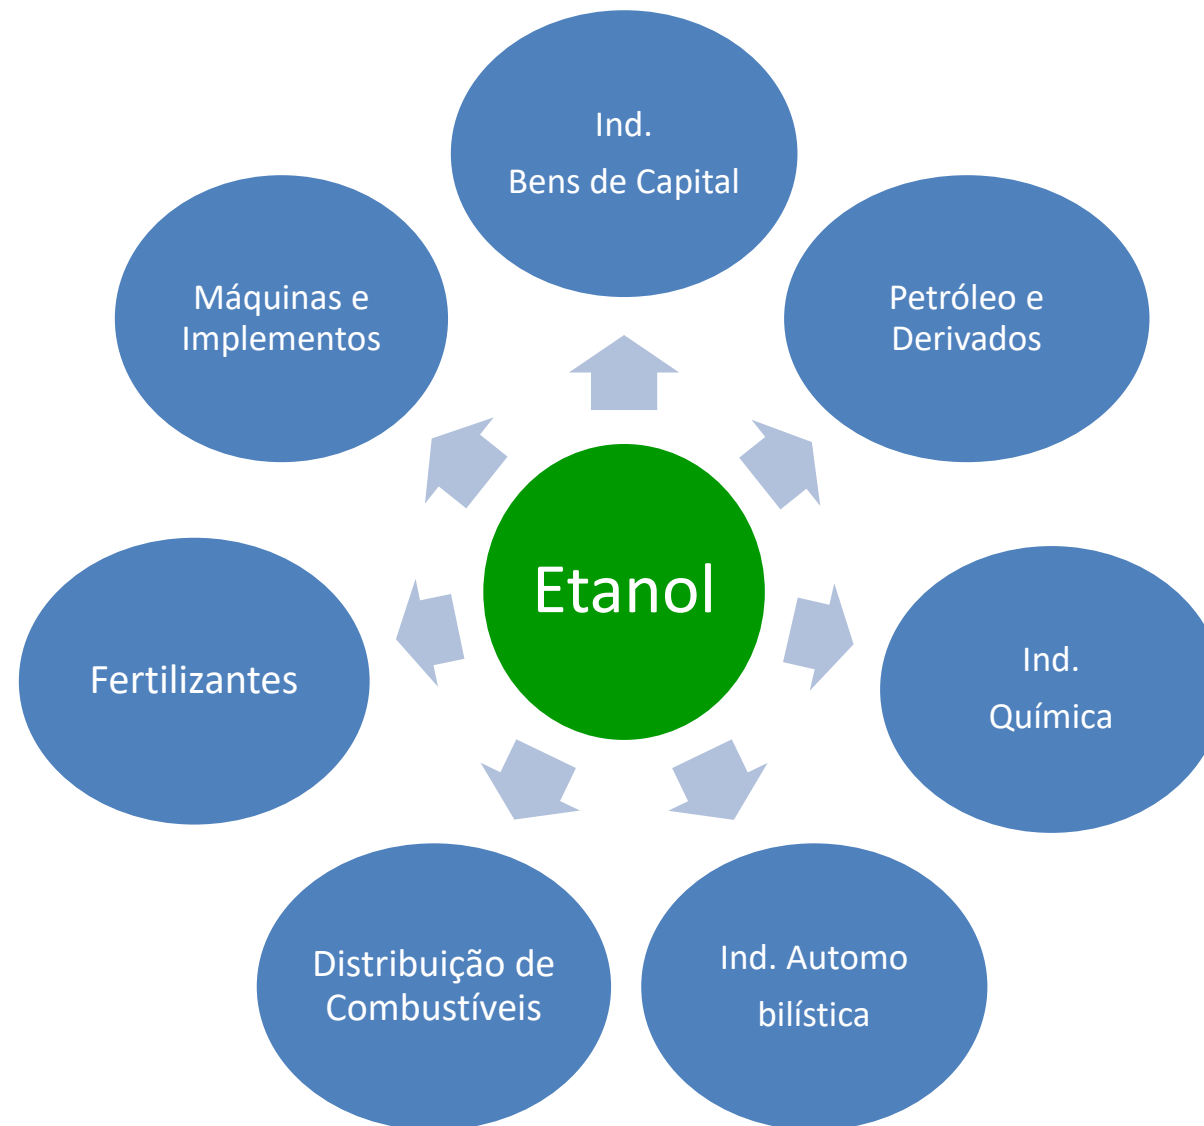 Ind.
Bens de Capital
Petróleo e
Derivados
Ind.
Química
Ind. Automo
bilística
Distribuição de
Combustíveis
Fertilizantes
Máquinas e
Implementos
Etanol